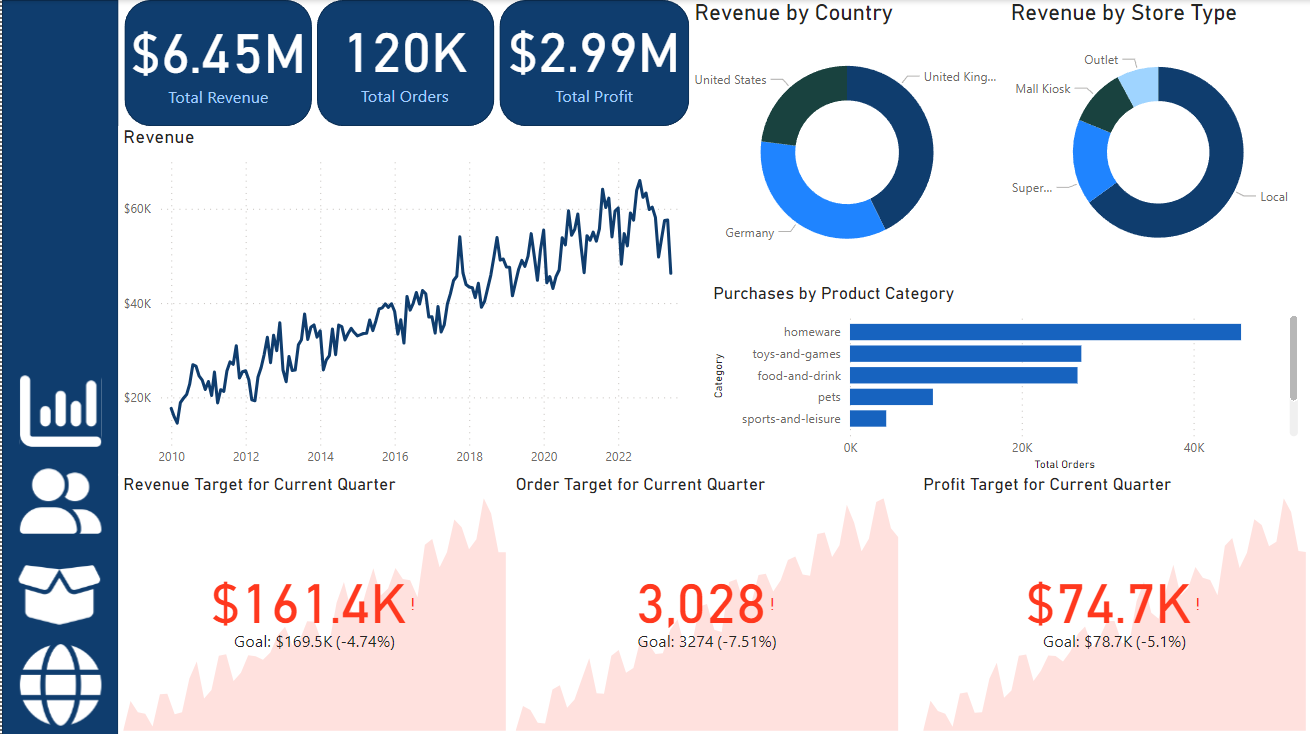 $6.45M
Total Revenue
120K
Total Orders
$2.99M
Total Profit
Revenue by Country
United States
United King...
Germany
Revenue by Store Type
Outlet
Mall Kiosk
Super...
Local
Revenue
$60K
$40K
$20K
2010 2012 2014 2016 2018 2020 2022
Purchases by Product Category
Category
homeware
toys-and-games
food-and-drink
pets
sports-and-leisure
0K 20K 40K
Total Orders
Revenue Target for Current Quarter
$161.4K!
Goal: $169.5K (-4.74%)
Order Target for Current Quarter
3,028!
Goal: 3274 (-7.51%)
Profit Target for Current Quarter
$74.7K!
Goal: $78.7K (-5.1%)